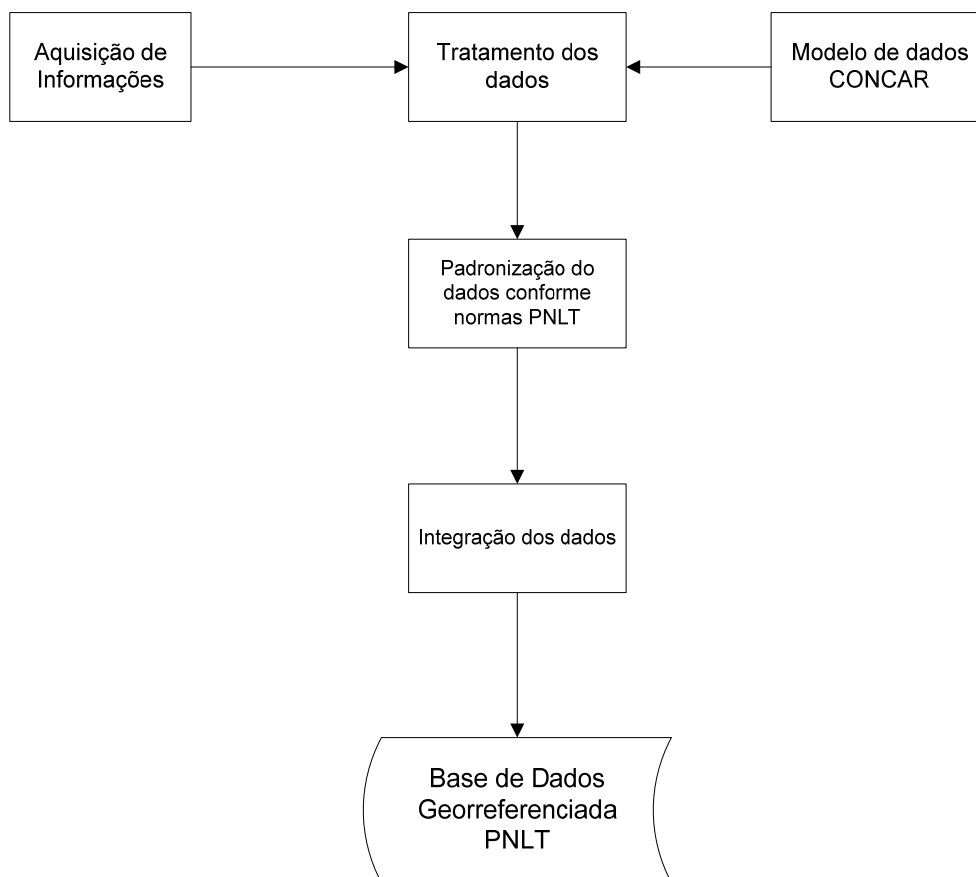 Aquisição de
Informações
Tratamento dos
dados
Modelo de dados
CONCAR
Padronização do
dados conforme
normas PNLT
Integração dos dados
Base de Dados
Georreferenciada
PNLT